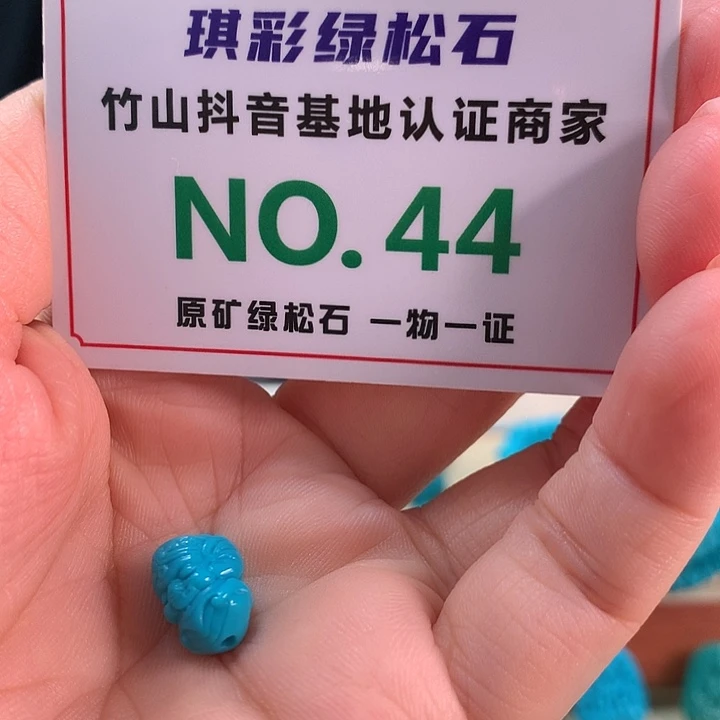 琪彩绿松石
竹山抖音基地认证商家
NO.44
原矿绿松石 一物一证